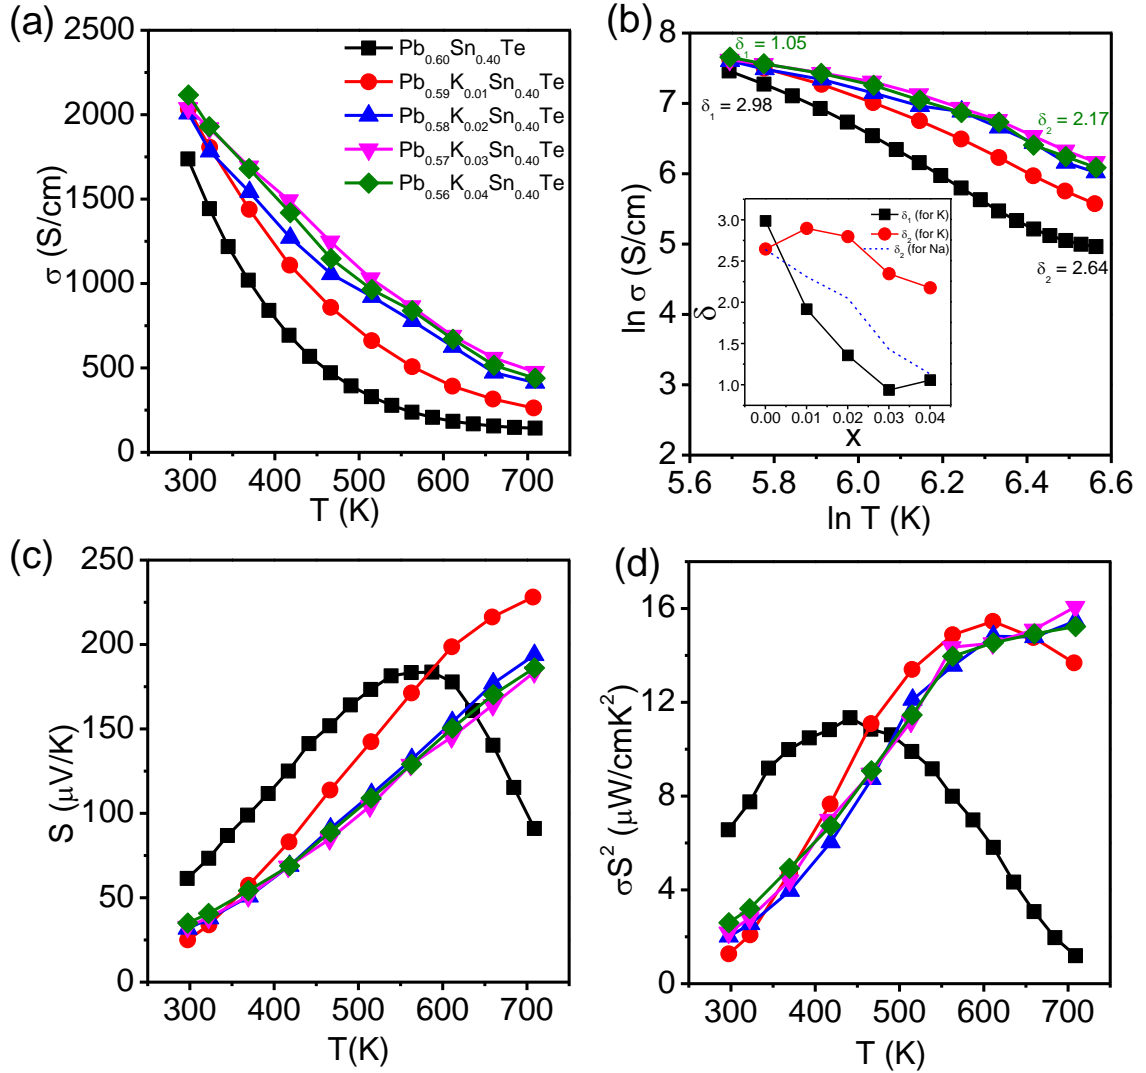 (a)
2500
2000
1500
1000
500
0
σ (S/cm)
300 400 500 600 700
T (K)
Pb0.60Sn0.40Te
Pb0.59K0.01Sn0.40Te
Pb0.58K0.02Sn0.40Te
Pb0.57K0.03Sn0.40Te
Pb0.56K0.04Sn0.40Te
(b)
8
7
6
5
4
3
2
ln σ (S/cm)
5.6 5.8 6.0 6.2 6.4 6.6
ln T (K)
δ1 = 1.05
δ1 = 2.98
δ2 = 2.17
δ2 = 2.64
3.0
2.5
2.0
1.5
1.0
δ
0.00 0.01 0.02 0.03 0.04
X
δ1 (for K)
δ2 (for K)
δ2 (for Na)
(c)
250
200
150
100
50
0
S (μV/K)
300 400 500 600 700
T(K)
(d)
16
12
8
4
0
σS2 (μW/cmK2)
300 400 500 600 700
T (K)